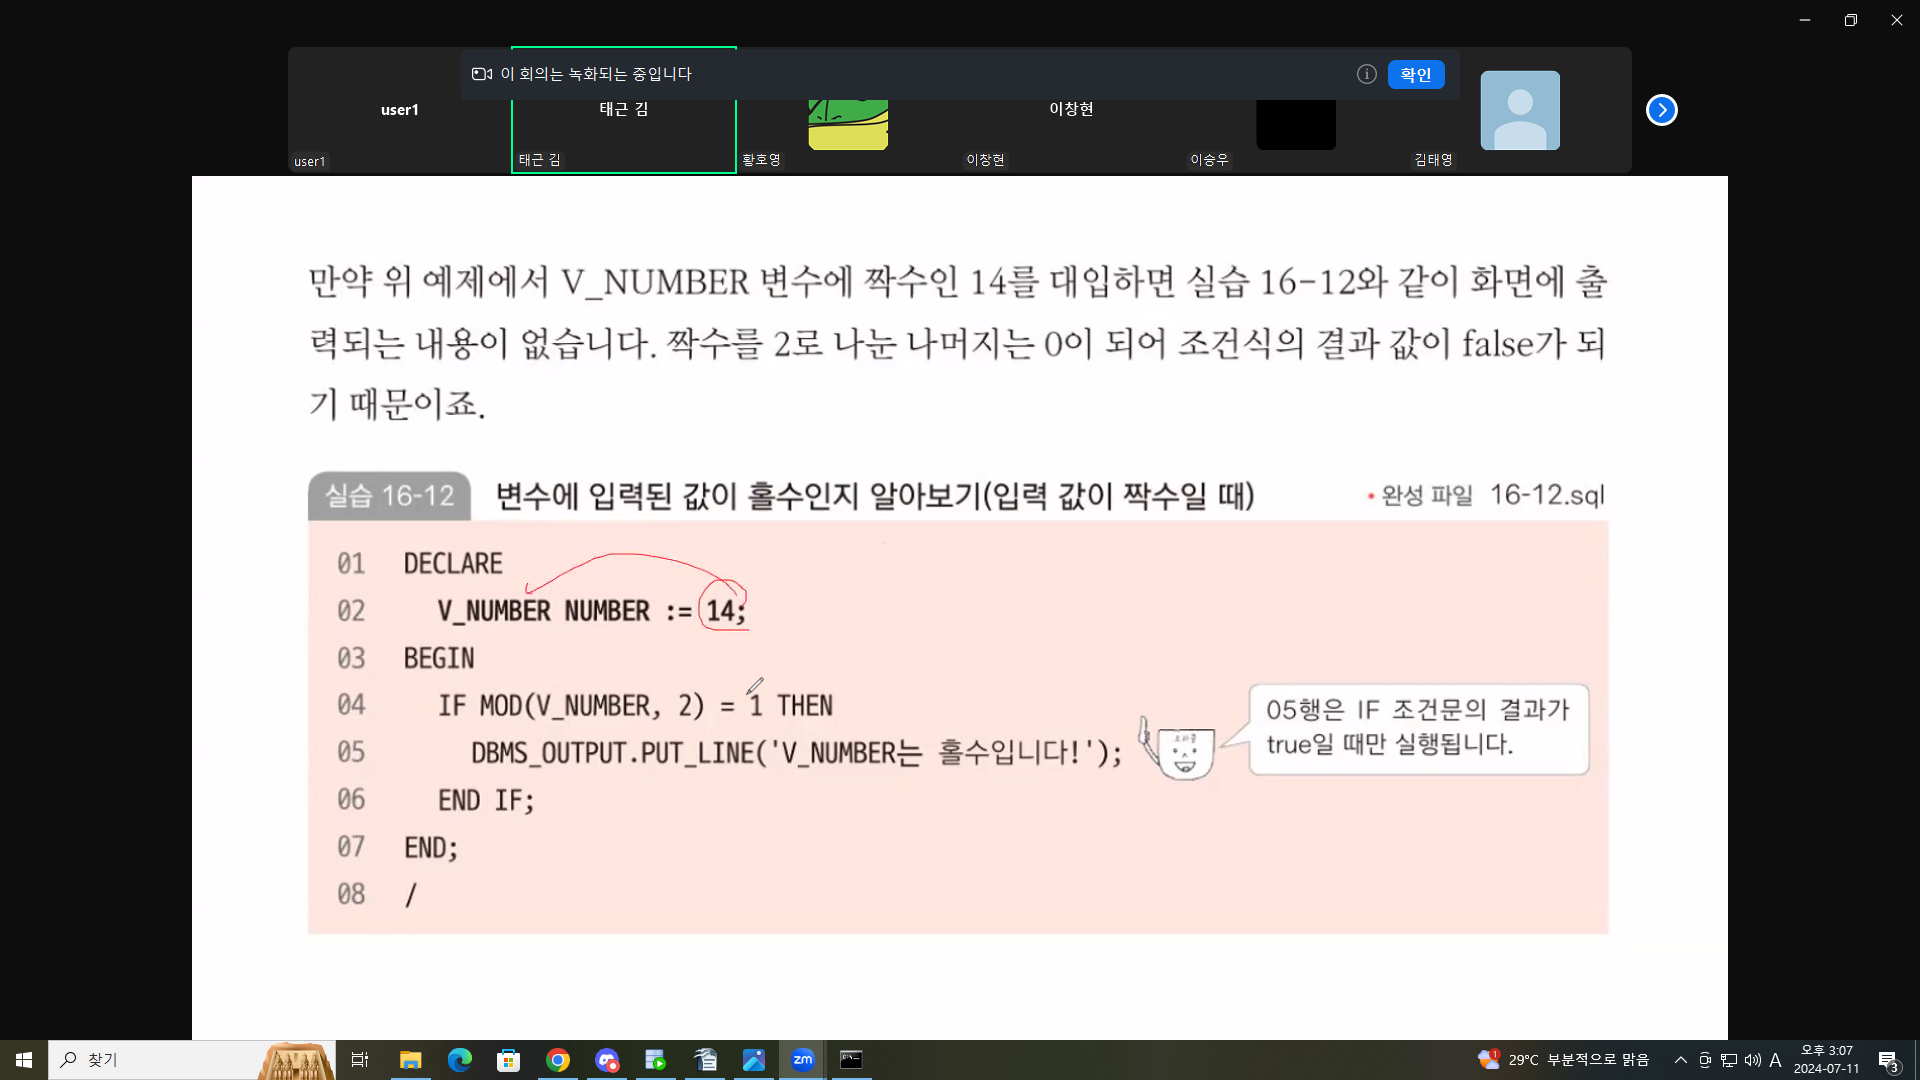 이 회의는 녹화되는 중입니다
확인
user1
태근 김
이창현
user1
태근 김
황호영
이창현
이승우
김태영
만약 위 예제에서 V_NUMBER 변수에 짝수인 14를 대입하면 실습 16-12와 같이 화면에 출
력되는 내용이 없습니다. 짝수를 2로 나눈 나머지는 0이 되어 조건식의 결과 값이 false가 되
기 때문이죠.
실습 16-12 변수에 입력된 값이 홀수인지 알아보기(입력 값이 짝수일 때) • 완성 파일 16-12.sql
01 DECLARE
02 V_NUMBER NUMBER := 14;
03 BEGIN
04 IF MOD(V_NUMBER, 2) = 1 THEN
05 DBMS_OUTPUT.PUT_LINE('V_NUMBER는 홀수입니다!');
06 END IF;
07 END;
08 /
오라클
05행은 IF 조건문의 결과가
true일 때만 실행됩니다.
찾기
zm
1
29°C 부분적으로 맑음
A
오후 3:07
2024-07-11
3